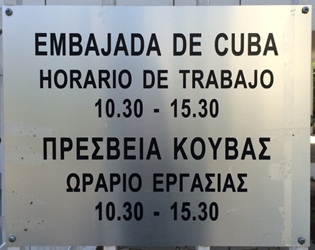 EMBAJADA DE CUBA
HORARIO DE TRABAJO
10.30 - 15.30
ΠΡΕΣΒΕΙΑ ΚΟΥΒΑΣ
ΩΡΑΡΙΟ ΕΡΓΑΣΙΑΣ
10.30 - 15.30